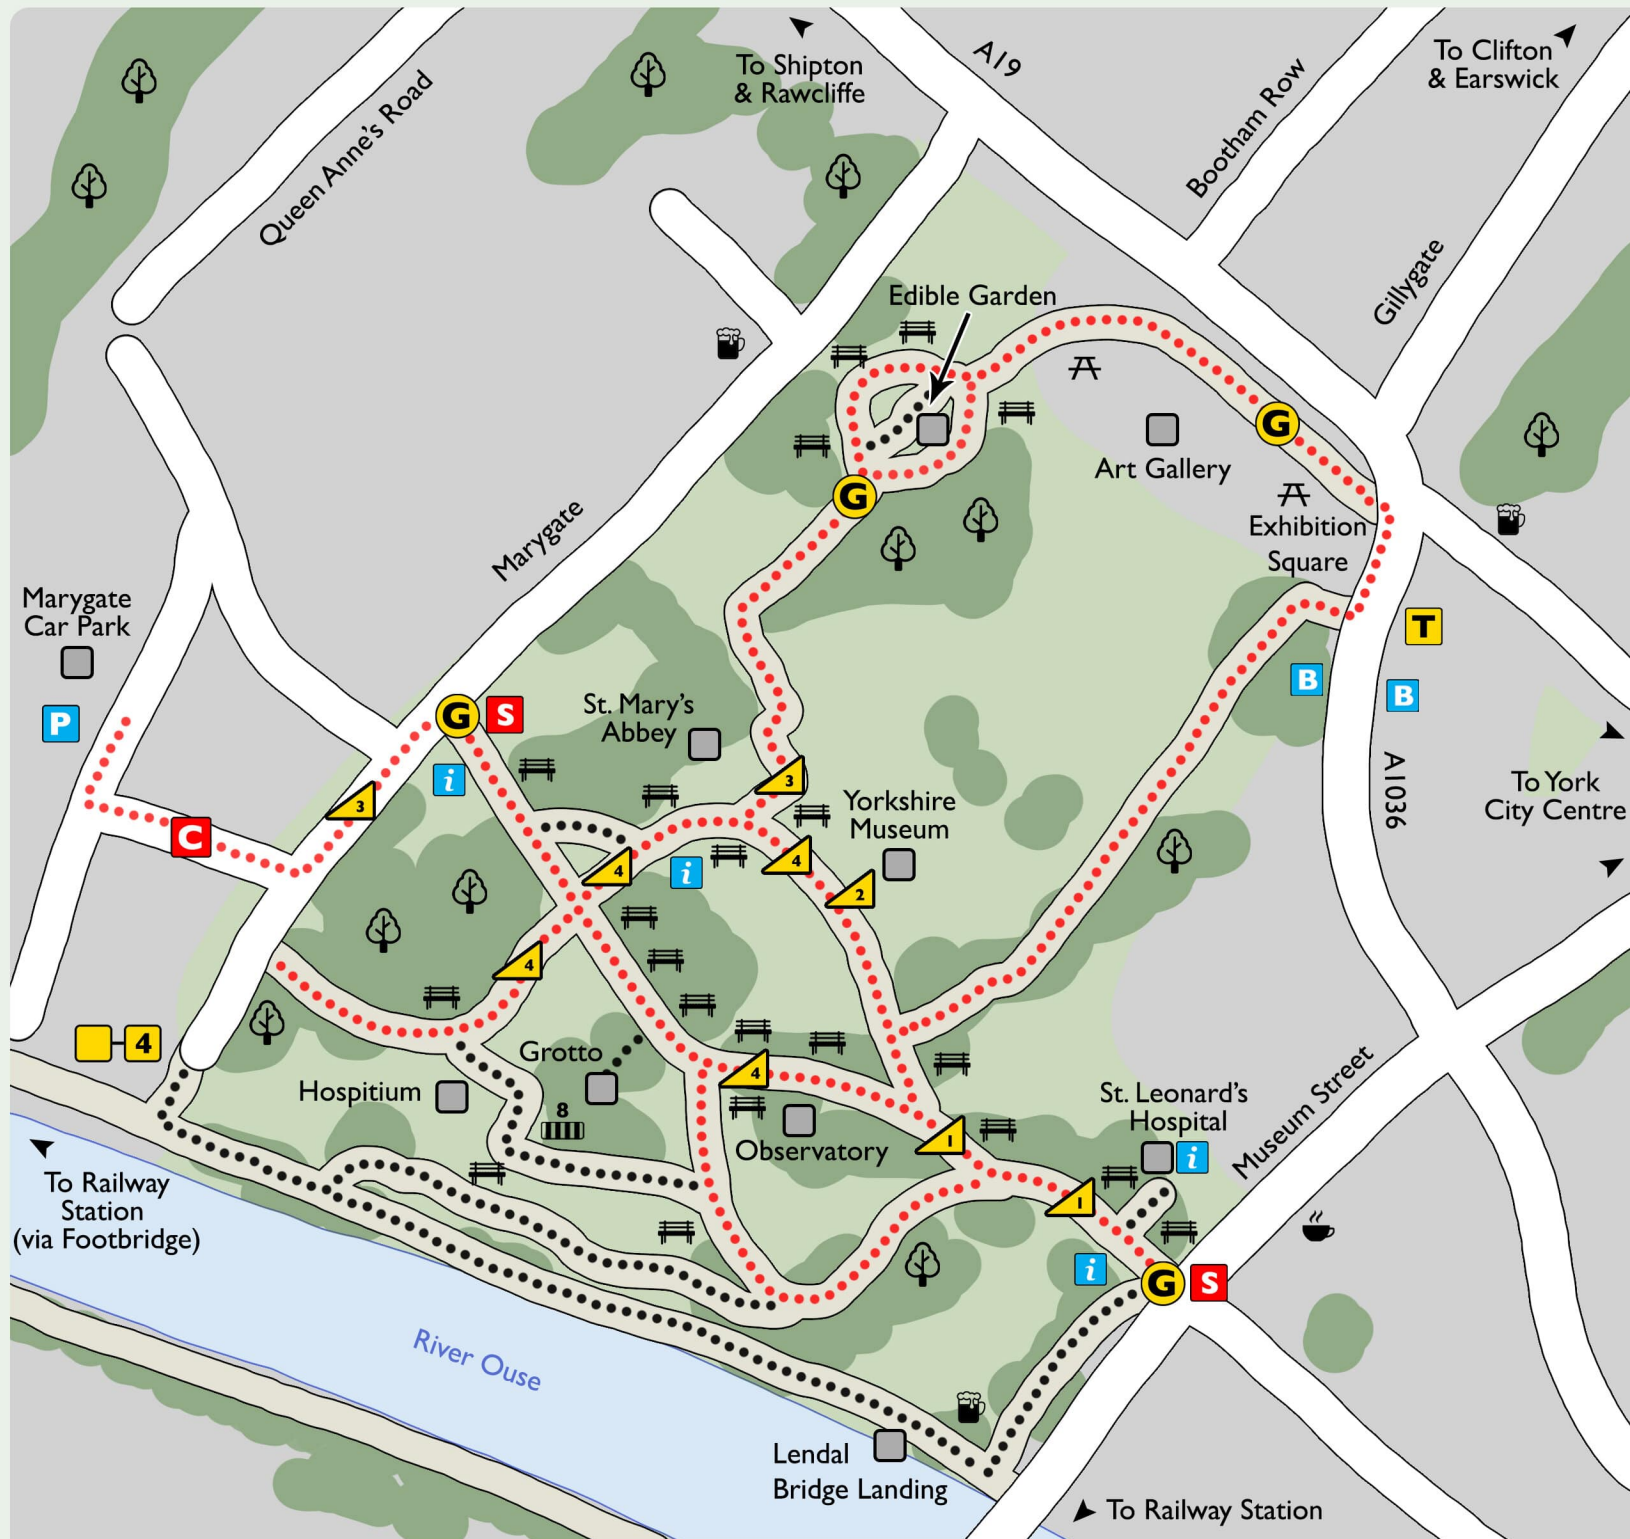 A19
To Shipton
& Rawcliffe
To Clifton
& Earswick
Queen Anne's Road
Bootham Row
Gillygate
Edible Garden
G
Art Gallery
G
Exhibition
Square
Marygate
Marygate
Car Park
P
T
B
B
G
S
St. Mary's
Abbey
i
3
3
A1036
To York
City Centre
Yorkshire
Museum
C
4
i
4
2
4
4
Grotto
Hospitium
8
4
Observatory
1
St. Leonard's
Hospital
i
Museum Street
To Railway
Station
(via Footbridge)
1
i
G
S
River Ouse
Lendal
Bridge Landing
To Railway Station